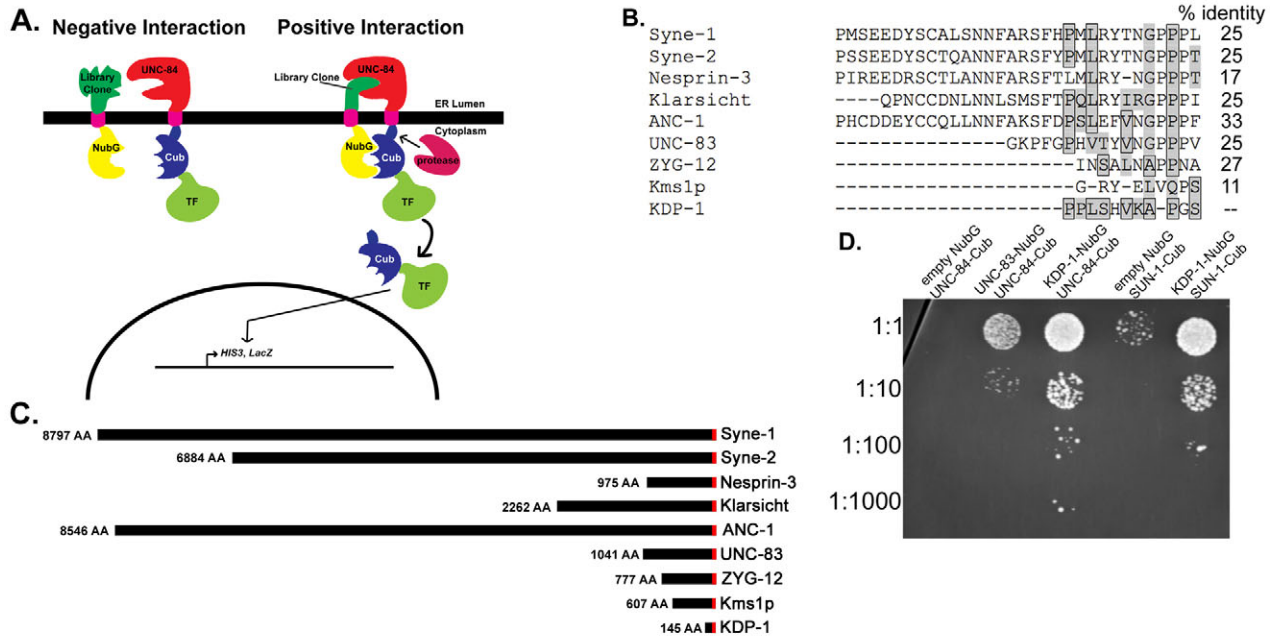 A.
Negative Interaction
Positive Interaction
Library Clone
UNC-84
Library Clone
UNC-84
ER Lumen
Cytoplasm
NubG
Cub
NubG
Cub
protease
TF
TF
Cub
TF
HIS3, LacZ
B.
% identity
Syne-1 PMSEEDYSCALSNNFARSFHPMLRYTNGPPPL 25
Syne-2 PSSEEDYSCTQANNFARSFYPMLRYTNGPPPT 25
Nesprin-3 PIREEDRSCTLANNFARSFTLMLRY-NGPPPT 17
Klarsicht ----QPNCCDNLNNLSMSFTPQLRYIRGPPPI 25
ANC-1 PHCDDEYCCQLLNNFAKSFDPSLEFVNGPPPF 33
UNC-83 ---------------GKPFGPHVTYVNGPPPV 25
ZYG-12 ---------------------INSALNAPPNA 27
Kms1p ---------------------G-RY-ELVQPS 11
KDP-1 --------------------PPLSHVKA-PGS --
C.
8797 AA Syne-1
6884 AA Syne-2
975 AA Nesprin-3
2262 AA Klarsicht
8546 AA ANC-1
1041 AA UNC-83
777 AA ZYG-12
607 AA Kms1p
145 AA KDP-1
D.
empty NubG
UNC-84-Cub
UNC-83-NubG
UNC-84-Cub
KDP-1-NubG
UNC-84-Cub
empty NubG
SUN-1-Cub
KDP-1-NubG
SUN-1-Cub
1:1
1:10
1:100
1:1000